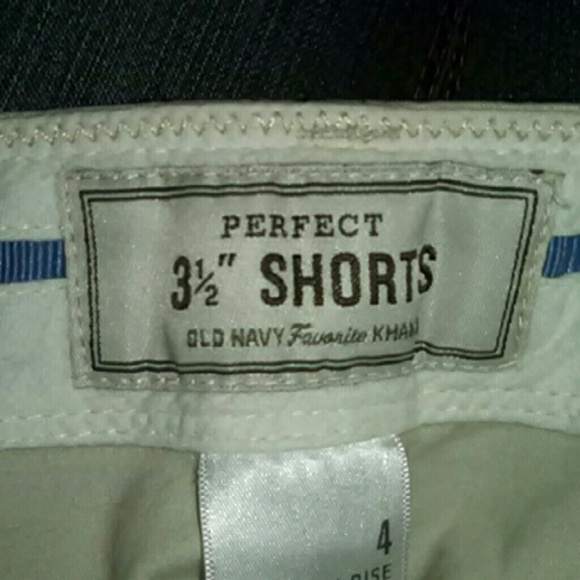 PERFECT
3½" SHORTS
OLD NAVY Favorite KHAKI
4
RISE